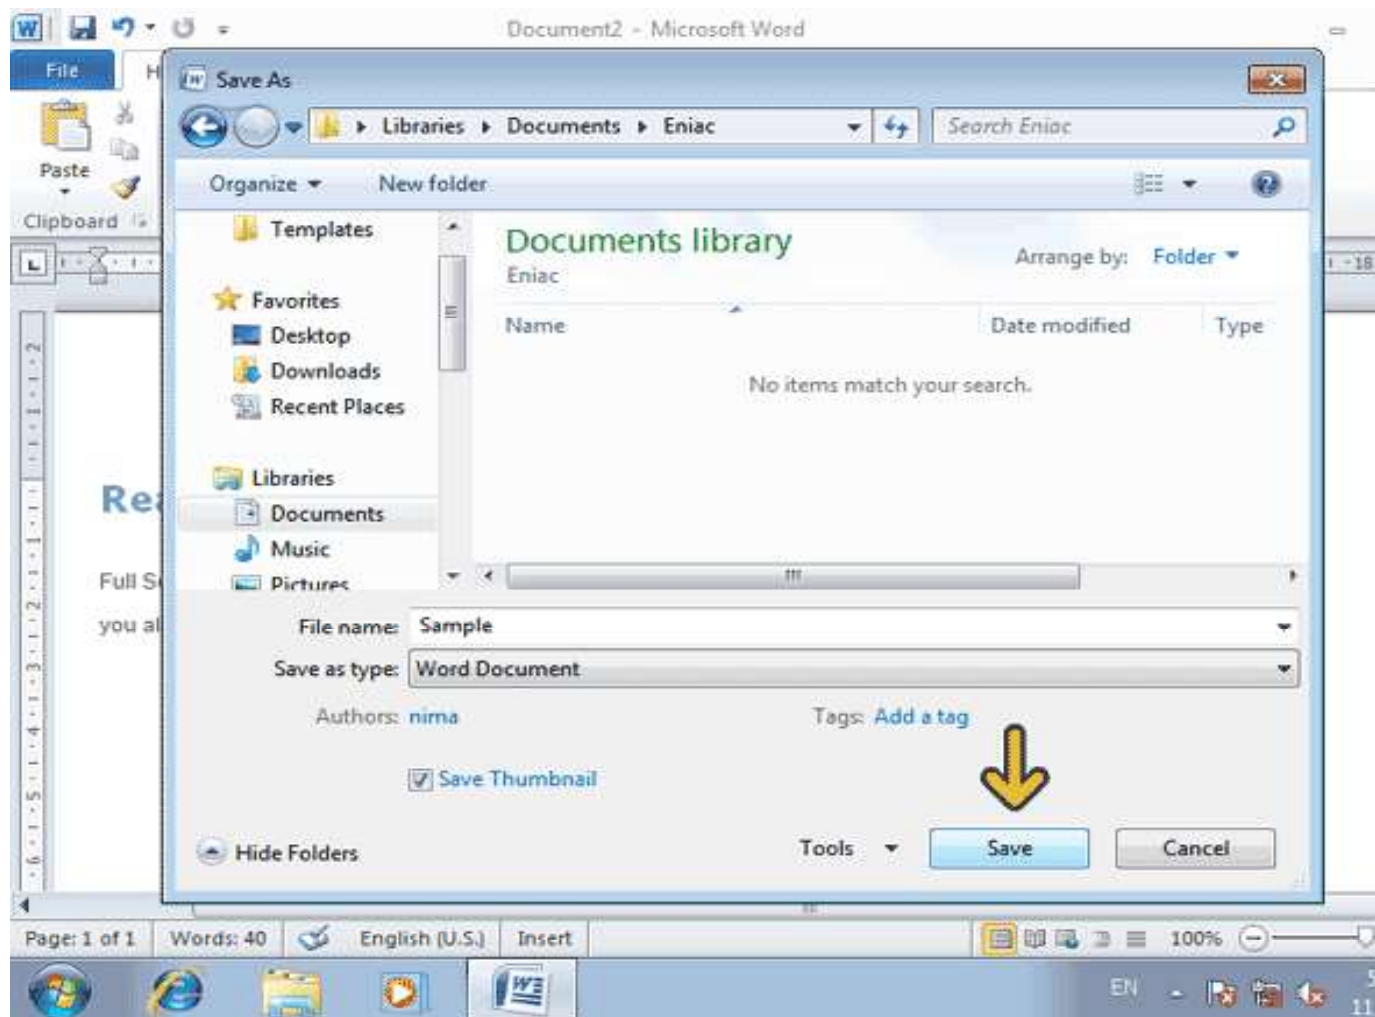 Document2 - Microsoft Word
File
Save As
Libraries Documents Eniac
Search Eniac
Paste
Organize
New folder
Clipboard
Templates
Documents library
Eniac
Arrange by: Folder
Favorites
Name
Date modified
Type
Desktop
Downloads
No items match your search.
Recent Places
Libraries
Documents
Music
Pictures
Full
you
File name: Sample
Save as type: Word Document
Authors:
Tags: Add a tag
Save Thumbnail
Hide Folders
Tools
Save
Cancel
Page: 1 of 1
Words: 40
English (U.S.)
Insert
100%
EN